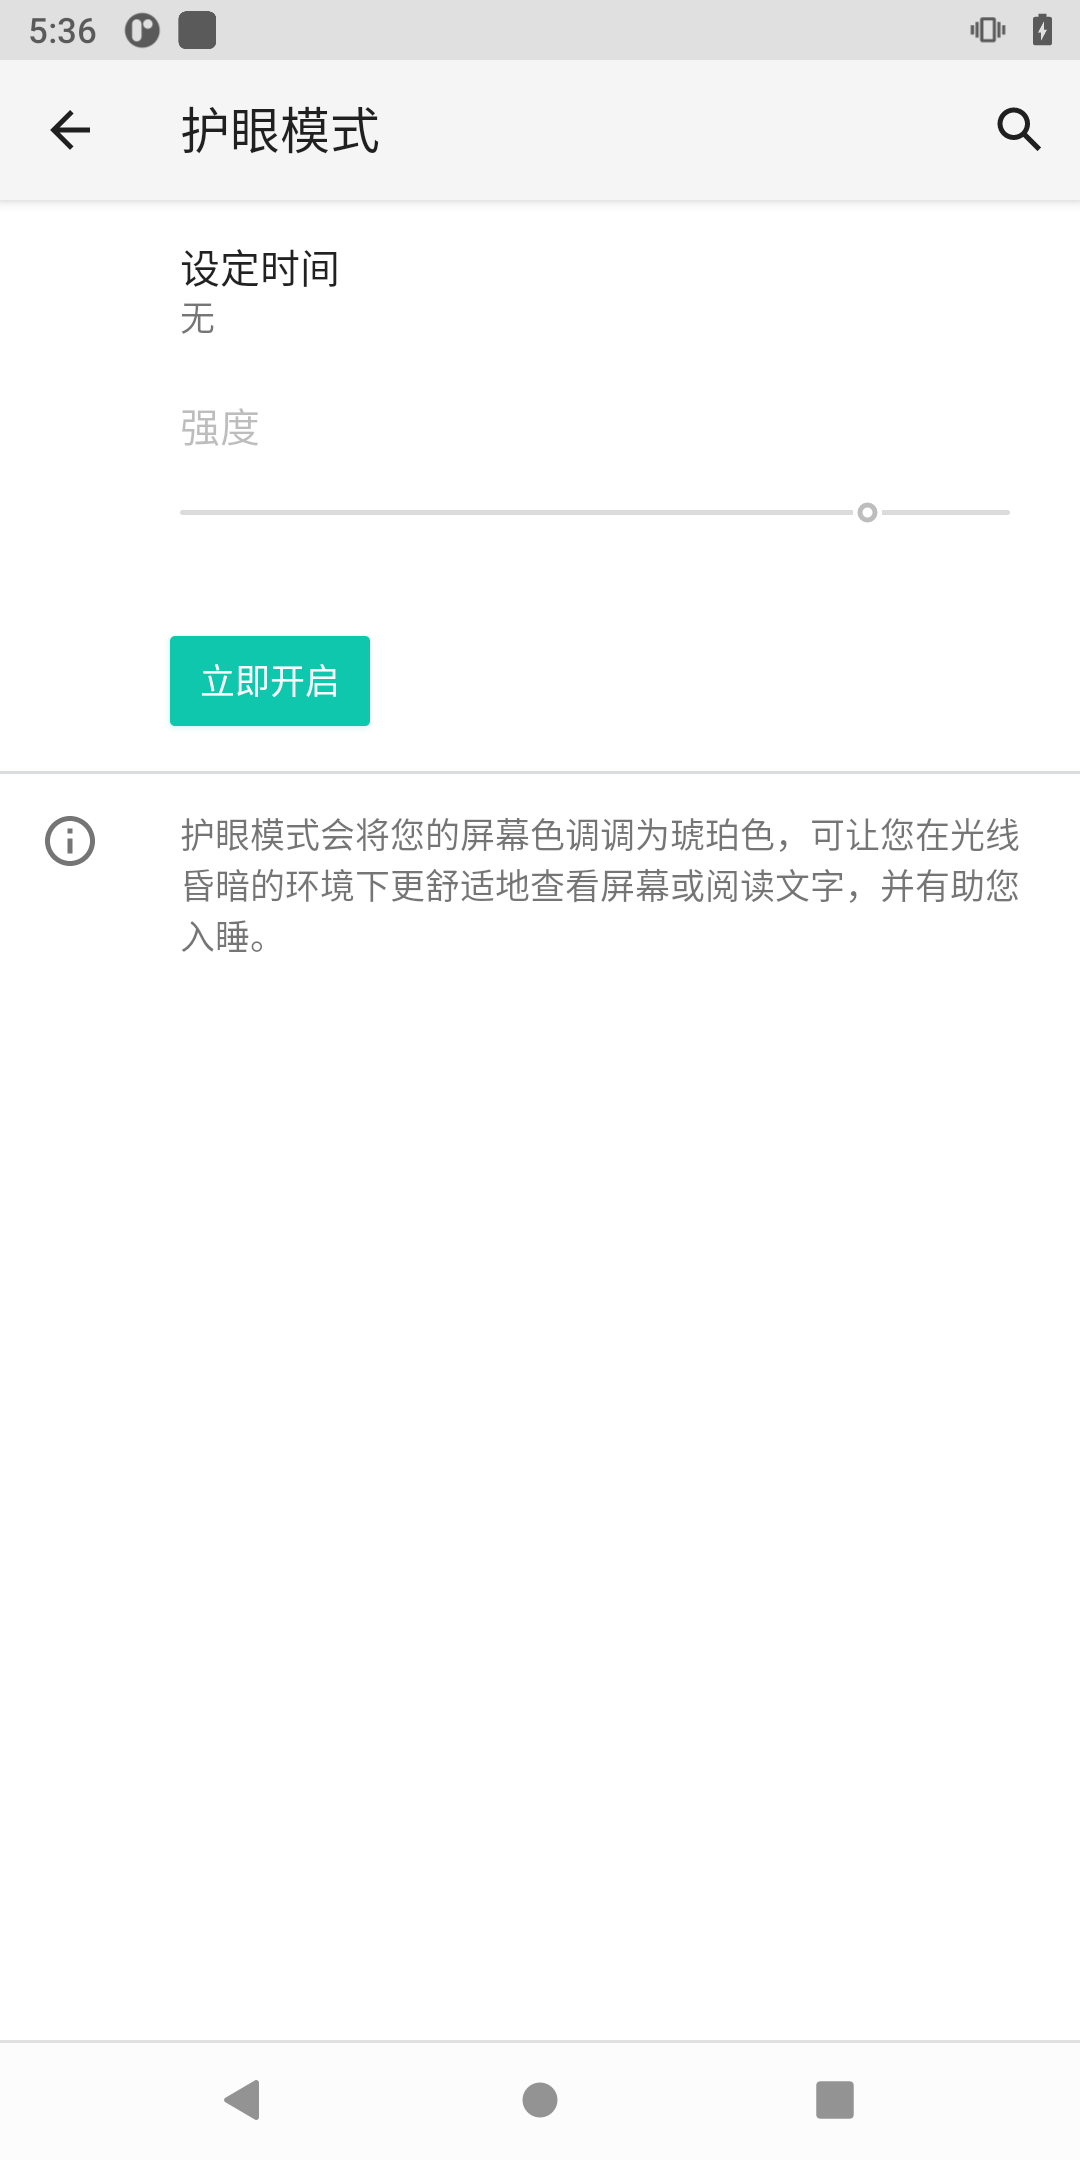 5:36
护眼模式
设定时间
无
强度
立即开启
护眼模式会将您的屏幕色调调为琥珀色，可让您在光线
昏暗的环境下更舒适地查看屏幕或阅读文字，并有助您
入睡。